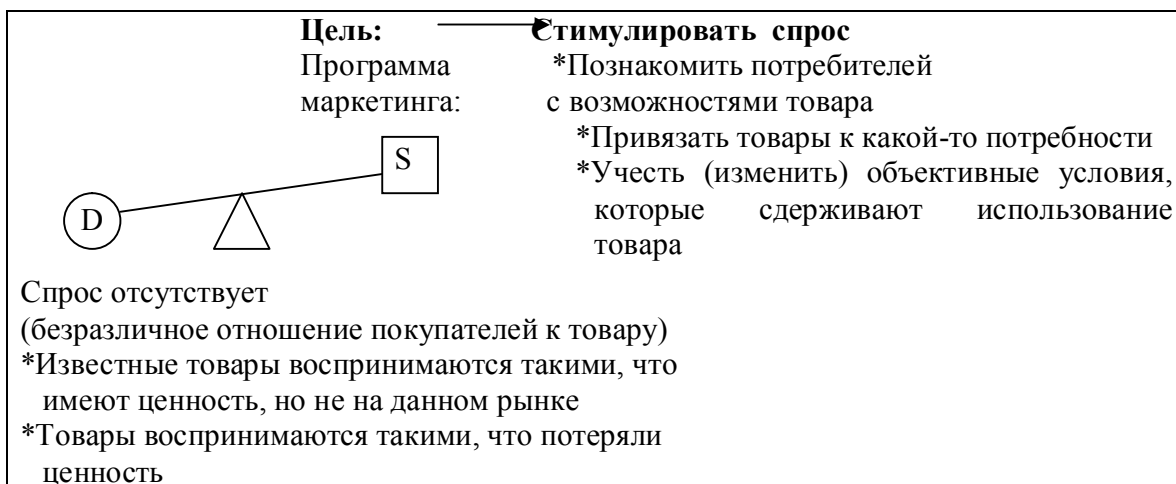 Цель: Стимулировать спрос
Программа *Познакомить потребителей
маркетинга: с возможностями товара
*Привязать товары к какой-то потребности
S
*Учесть (изменить) объективные условия,
которые сдерживают использование
D
товара
Спрос отсутствует
(безразличное отношение покупателей к товару)
*Известные товары воспринимаются такими, что
имеют ценность, но не на данном рынке
*Товары воспринимаются такими, что потеряли
ценность